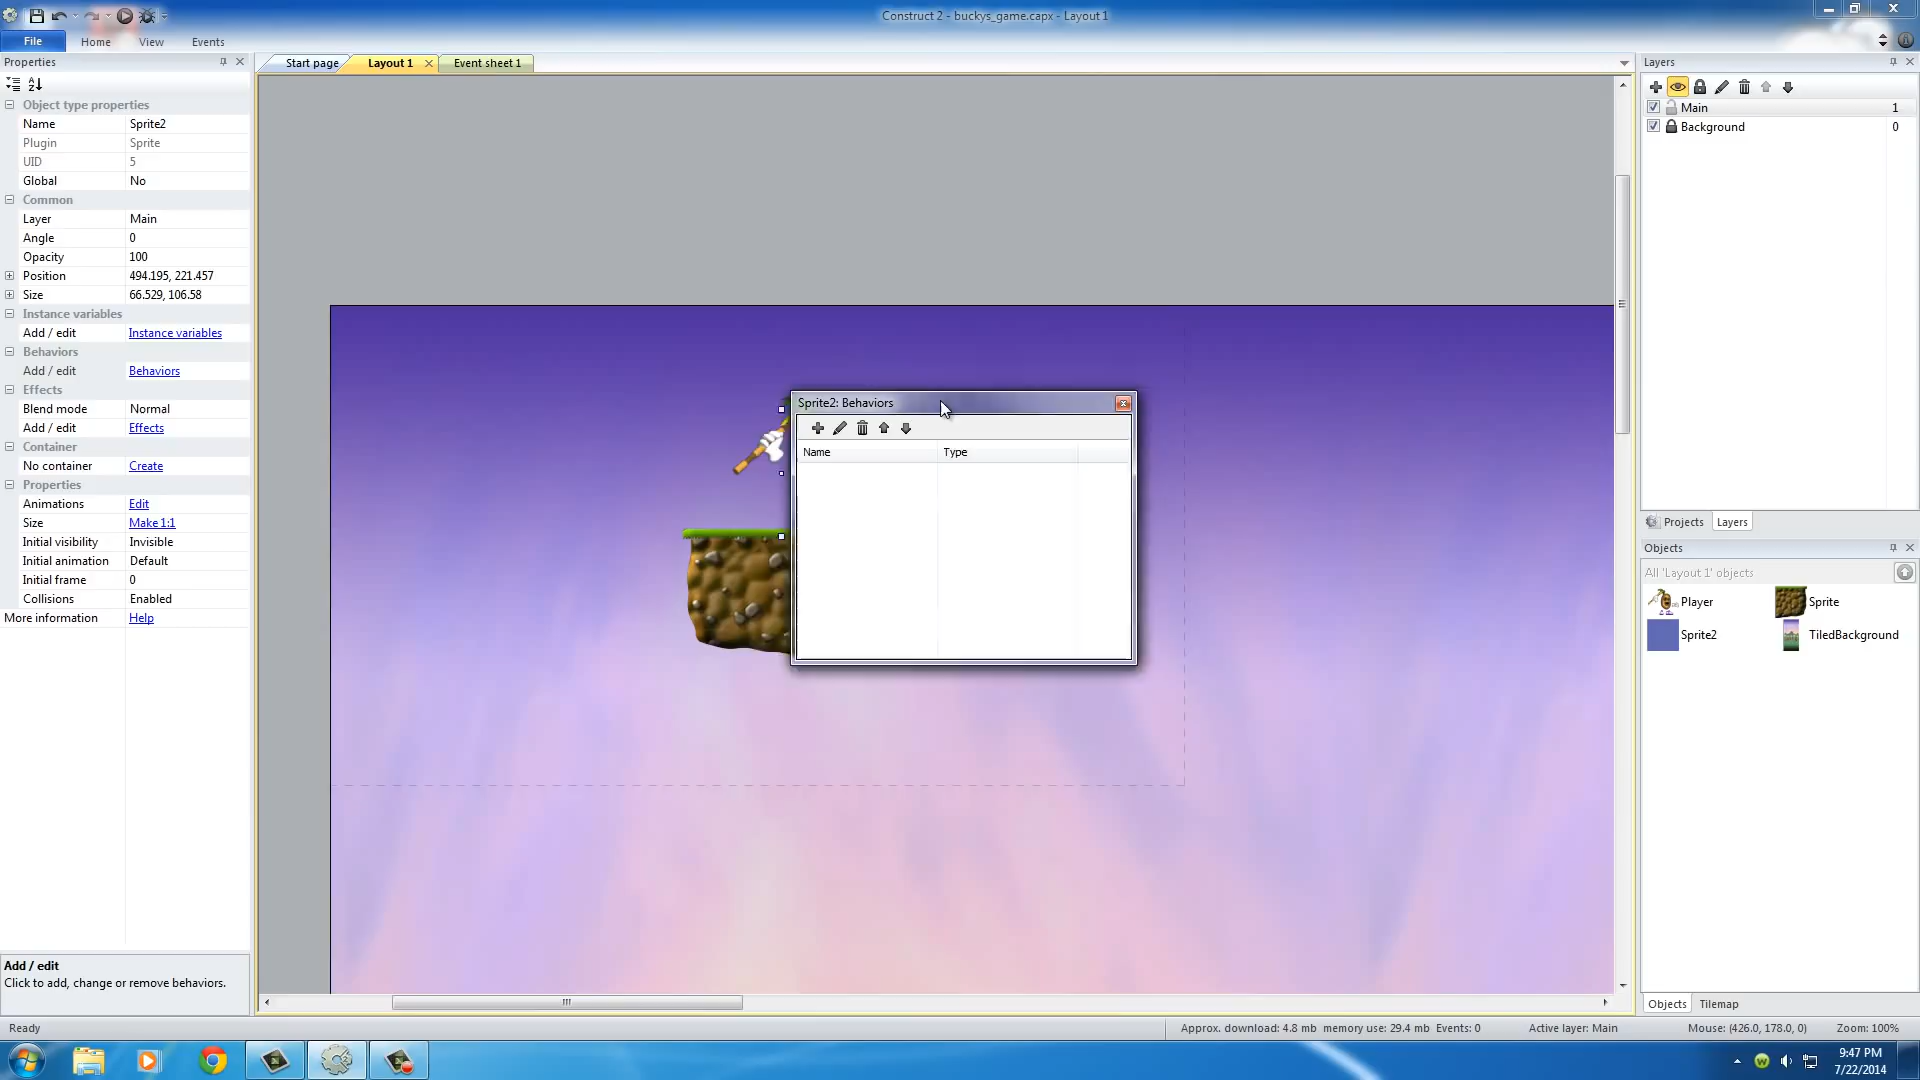 Construct 2 - buckys_game.capx - Layout 1
File Home View Events
Properties
Start page Layout 1 Event sheet 1
Layers
Object type properties
Name Sprite2
Plugin Sprite
UID 5
Global No
Common
Layer Main
Angle 0
Opacity 100
Position 494.195, 221.457
Size 66.529, 106.58
Instance variables
Add / edit Instance variables
Behaviors
Add / edit Behaviors
Effects
Blend mode Normal
Add / edit Effects
Container
No container Create
Properties
Animations Edit
Size Make 1:1
Initial visibility Invisible
Initial animation Default
Initial frame 0
Collisions Enabled
More information Help
Add / edit
Click to add, change or remove behaviors.
Sprite2: Behaviors
Name Type
Main 1
Background 0
Projects Layers
Objects
All 'Layout 1' objects
Player Sprite
Sprite2 TiledBackground
Objects Tilemap
Ready
Approx. download: 4.8 mb memory use: 29.4 mb Events: 0 Active layer: Main Mouse: (426.0, 178.0, 0) Zoom: 100%
9:47 PM
7/22/2014